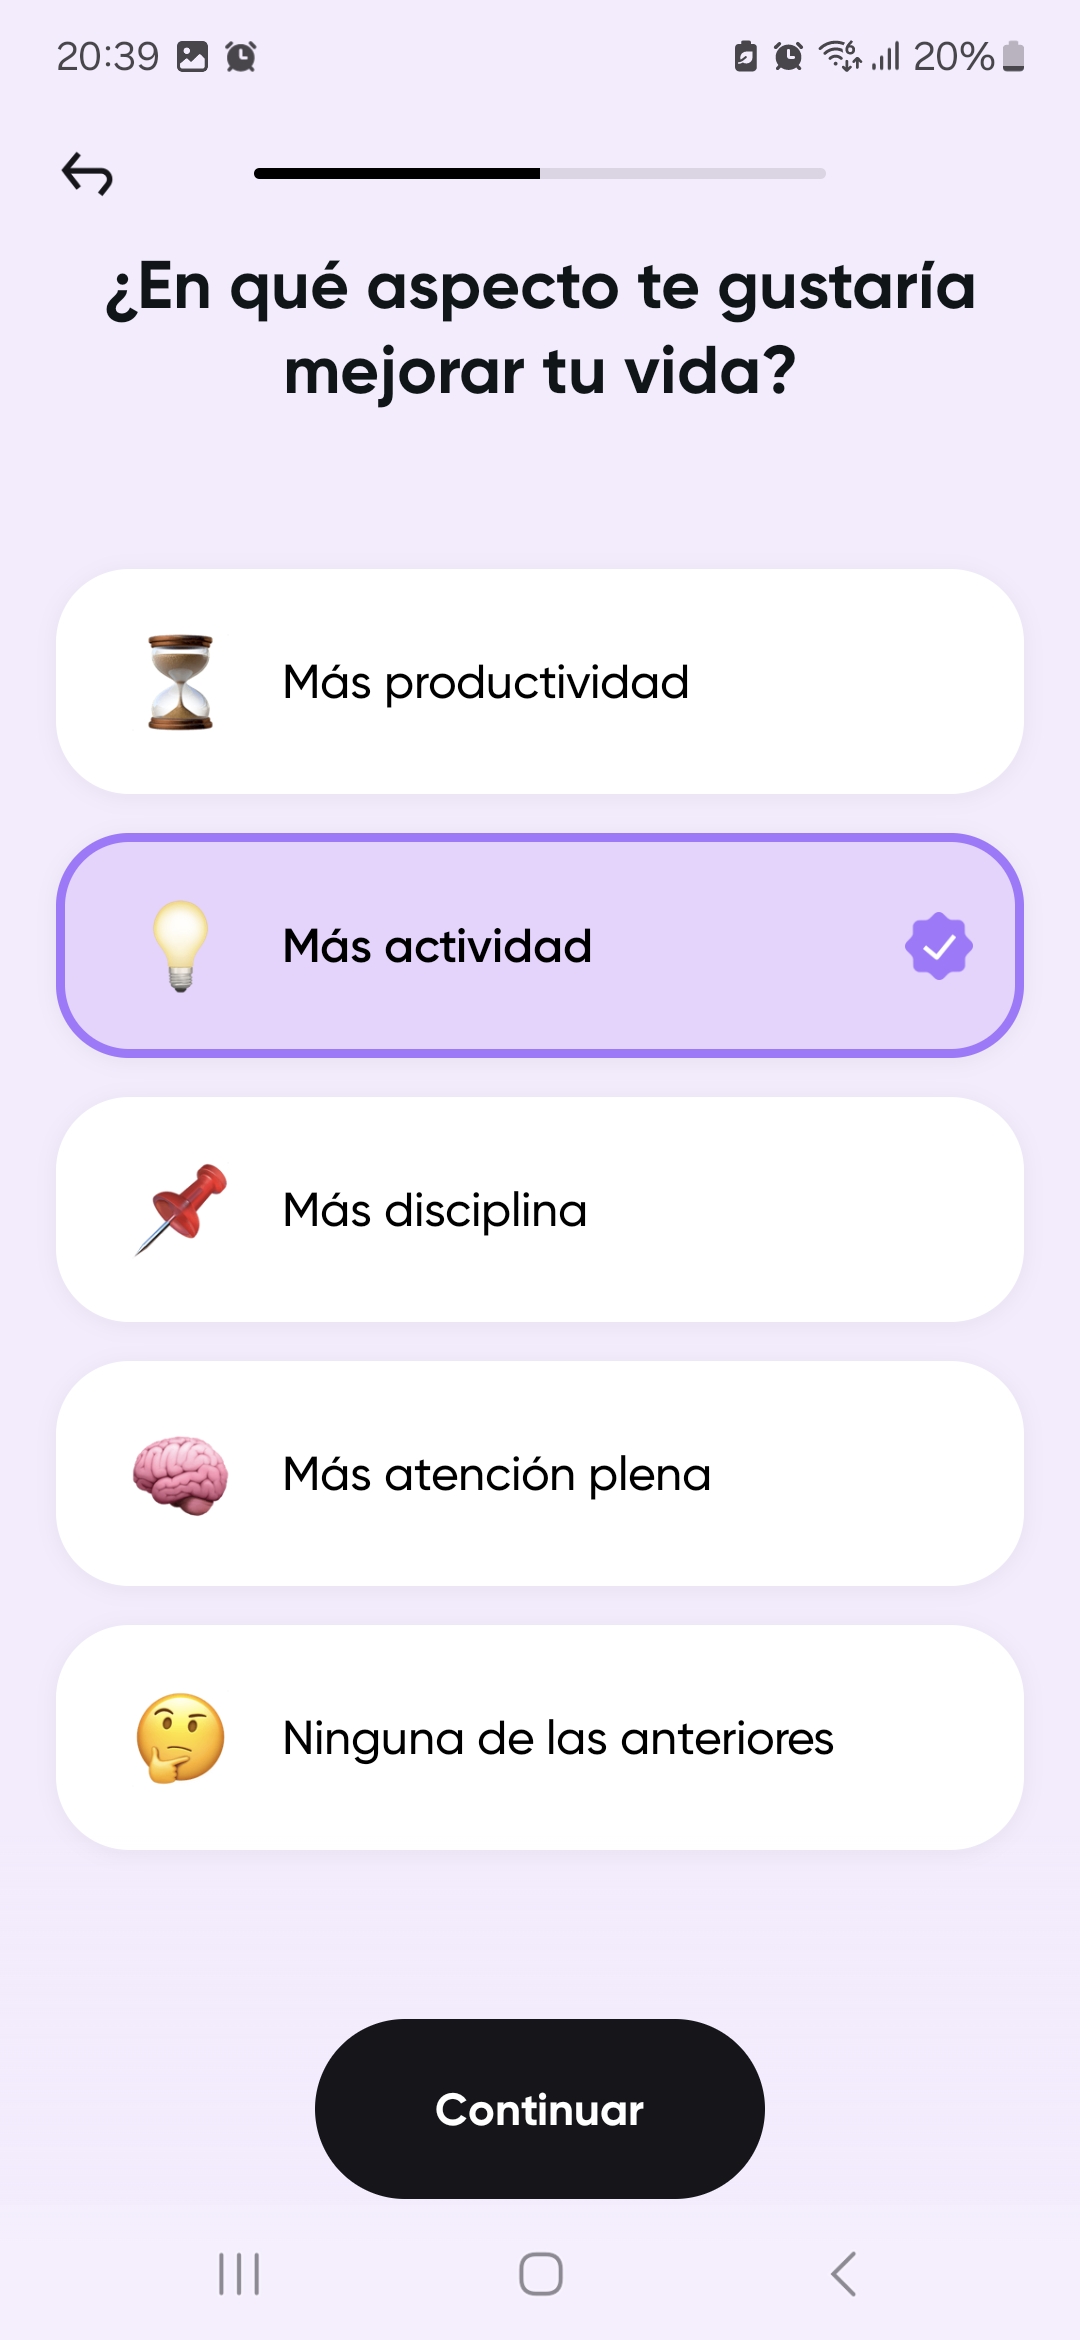 20:39 20%
¿En qué aspecto te gustaría
mejorar tu vida?
Más productividad
Más actividad
Más disciplina
Más atención plena
Ninguna de las anteriores
Continuar